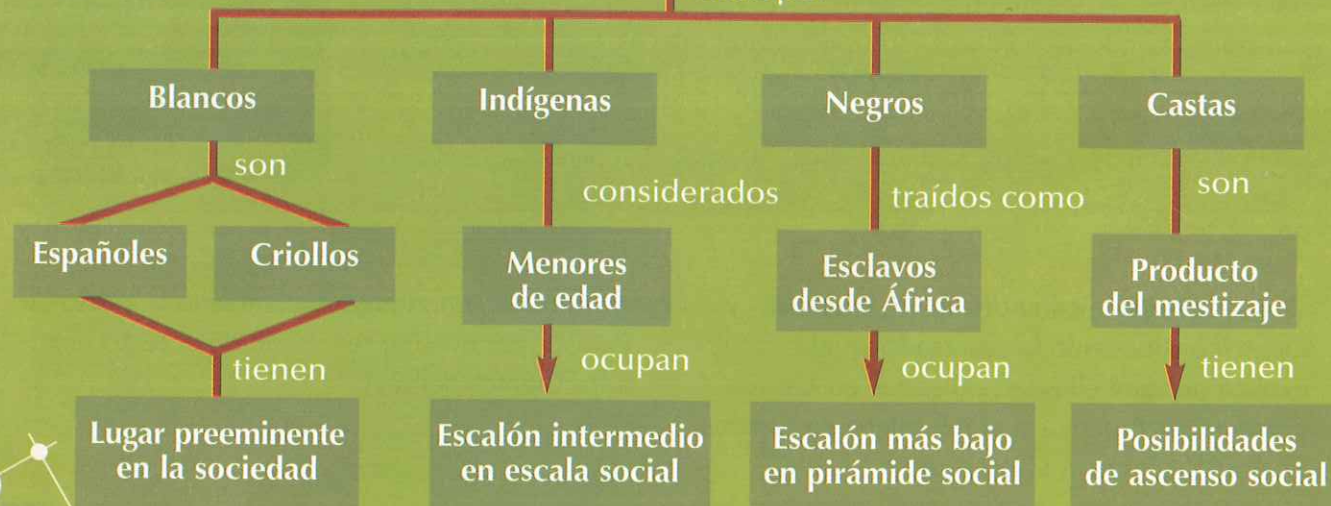 Blancos
Indígenas
Negros
Castas
son
considerados
traídos como
son
Españoles
Criollos
Menores
de edad
Esclavos
desde África
Producto
del mestizaje
tienen
ocupan
ocupan
tienen
Lugar preeminente
en la sociedad
Escalón intermedio
en escala social
Escalón más bajo
en pirámide social
Posibilidades
de ascenso social